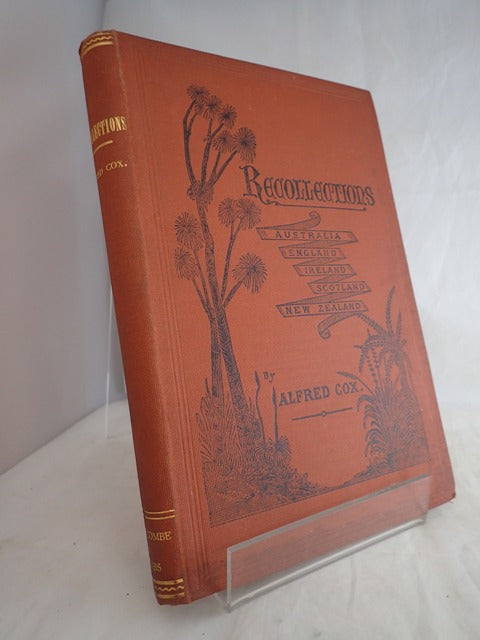 RECOLLECTIONS
AUSTRALIA
ENGLAND
IRELAND
SCOTLAND
NEW ZEALAND
By
ALFRED COX.
COX.